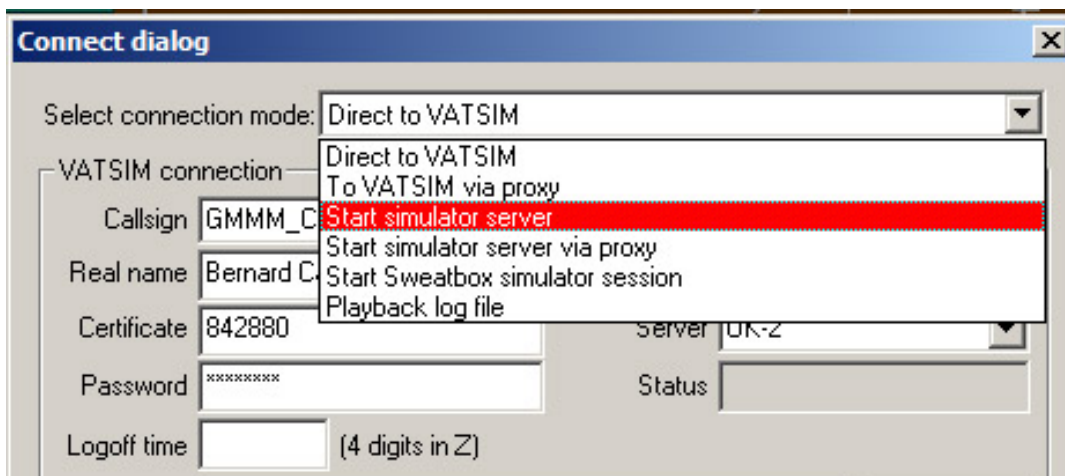 Connect dialog
Select connection mode: Direct to VATSIM
Direct to VATSIM
To VATSIM via proxy
Start simulator server
Start simulator server via proxy
Start Sweatbox simulator session
Playback log file
VATSIM connection
Callsign GMMM_C
Real name Bernard
Certificate 842880
Server UK-2
Password ××××××××
Status
Logoff time (4 digits in Z)